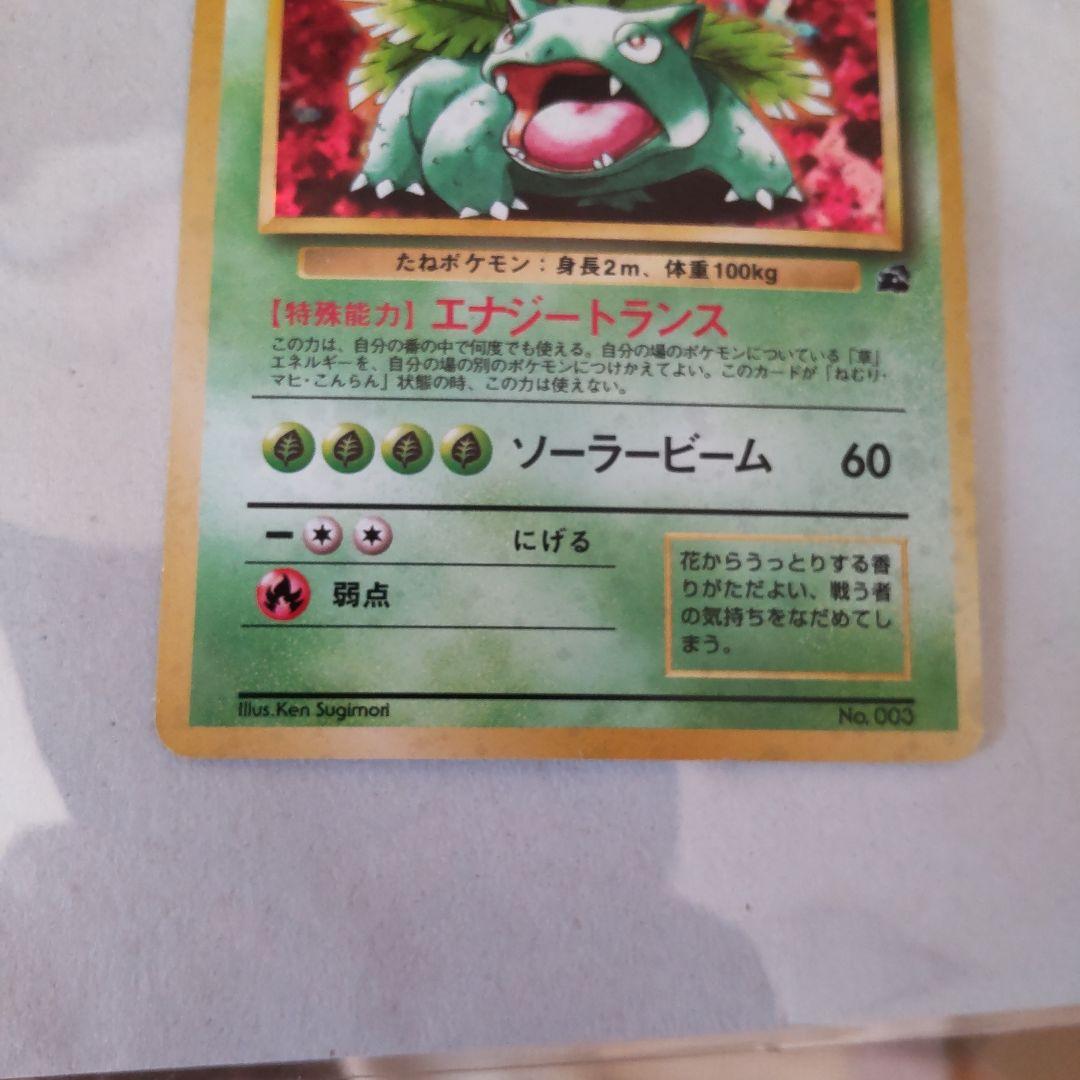 たねポケモン：身長2m、体重100kg
【特殊能力】エナジートランス
この力は、自分の番の中で何度でも使える。自分の場のポケモンについている「草」
エネルギーを、自分の場の別のポケモンにつけかえてよい。このカードが「ねむり・
マヒ・こんらん」状態の時、この力は使えない。
ソーラービーム 60
ー にげる
弱点
花からうっとりする香
りがただよい、戦う者
の気持ちをなだめてし
まう。
Illus. Ken Sugimori
No. 003